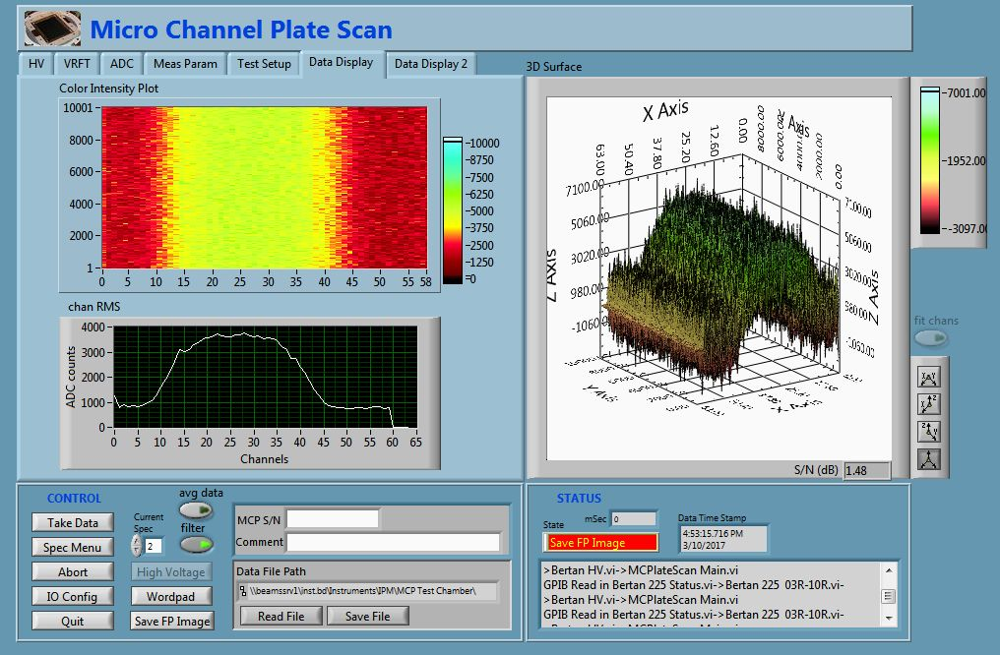 Micro Channel Plate Scan
HV VRFT ADC Meas Param Test Setup Data Display Data Display 2
Color Intensity Plot
10001
8000
6000
4000
2000
1
0 5 10 15 20 25 30 35 40 45 50 55 58
10000
8750
7500
6250
5000
3750
2500
1250
0
chan RMS
ADC counts
4000
3000
2000
1000
0
0 5 10 15 20 25 30 35 40 45 50 55 60 65
Channels
3D Surface
X Axis
63.00 50.40 37.80 25.20 12.60 0.00
8000.00
0.00
Z Axis
7100.00
5060.00
3020.00
980.00
-1060.00
7100.00
5060.00
3020.00
980.00
-1060.00
Z Axis
Y Axis
X-Axis
7001.00
1952.00
-3097.00
fit chans
S/N (dB) 1.48
CONTROL
Take Data
Spec Menu
Abort
IO Config
Quit
Current
Spec
2
avg data
filter
High Voltage
Wordpad
Save FP Image
MCP S/N
Comment
Data File Path
\\beamssrv1\inst.bd\Instruments\IPM\MCP Test Chamber\
Read File Save File
STATUS
State
Save FP Image
mSec 0
Data Time Stamp
4:53:15.716 PM
3/10/2017
>Bertan HV.vi->MCPlateScan Main.vi
GPIB Read in Bertan 225 Status.vi->Bertan 225 03R-10R.vi-
>Bertan HV.vi->MCPlateScan Main.vi
GPIB Read in Bertan 225 Status.vi->Bertan 225 03R-10R.vi-